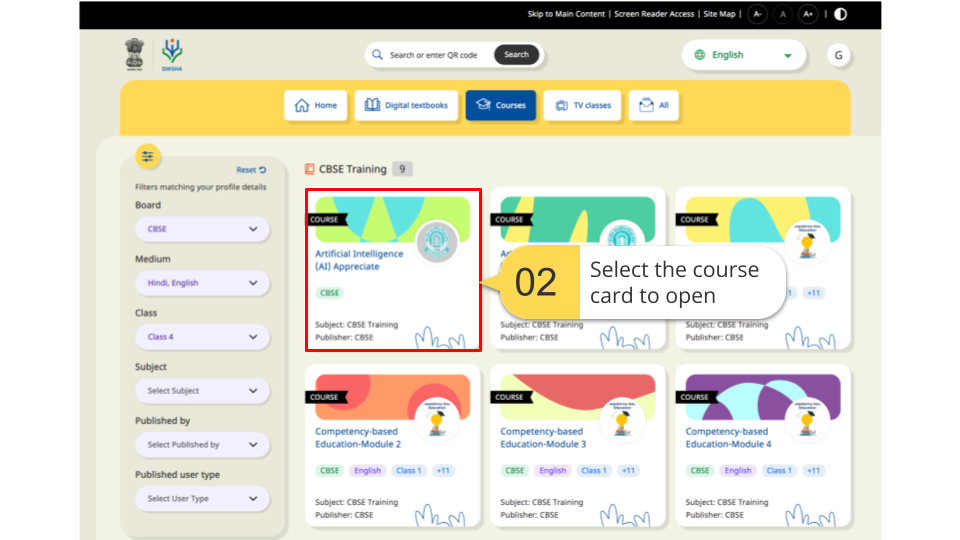 Skip to Main Content | Screen Reader Access | Site Map | A- A A+ |
DIKSHA
Search or enter QR code Search
English
G
Home
Digital textbooks
Courses
TV classes
All
Reset
Filters matching your profile details
Board
CBSE
Medium
Hindi, English
Class
Class 4
Subject
Select Subject
Published by
Select Published by
Published user type
Select User Type
CBSE Training 9
COURSE
Artificial Intelligence
(AI) Appreciate
CBSE
Subject: CBSE Training
Publisher: CBSE
COURSE
Subject: CBSE Training
Publisher: CBSE
COURSE
+11
Subject: CBSE Training
Publisher: CBSE
02
Select the course
card to open
COURSE
Competency-based
Education-Module 2
CBSE English Class 1 +11
Subject: CBSE Training
Publisher: CBSE
COURSE
Competency-based
Education-Module 3
CBSE English Class 1 +11
Subject: CBSE Training
Publisher: CBSE
COURSE
Competency-based
Education-Module 4
CBSE English Class 1 +11
Subject: CBSE Training
Publisher: CBSE